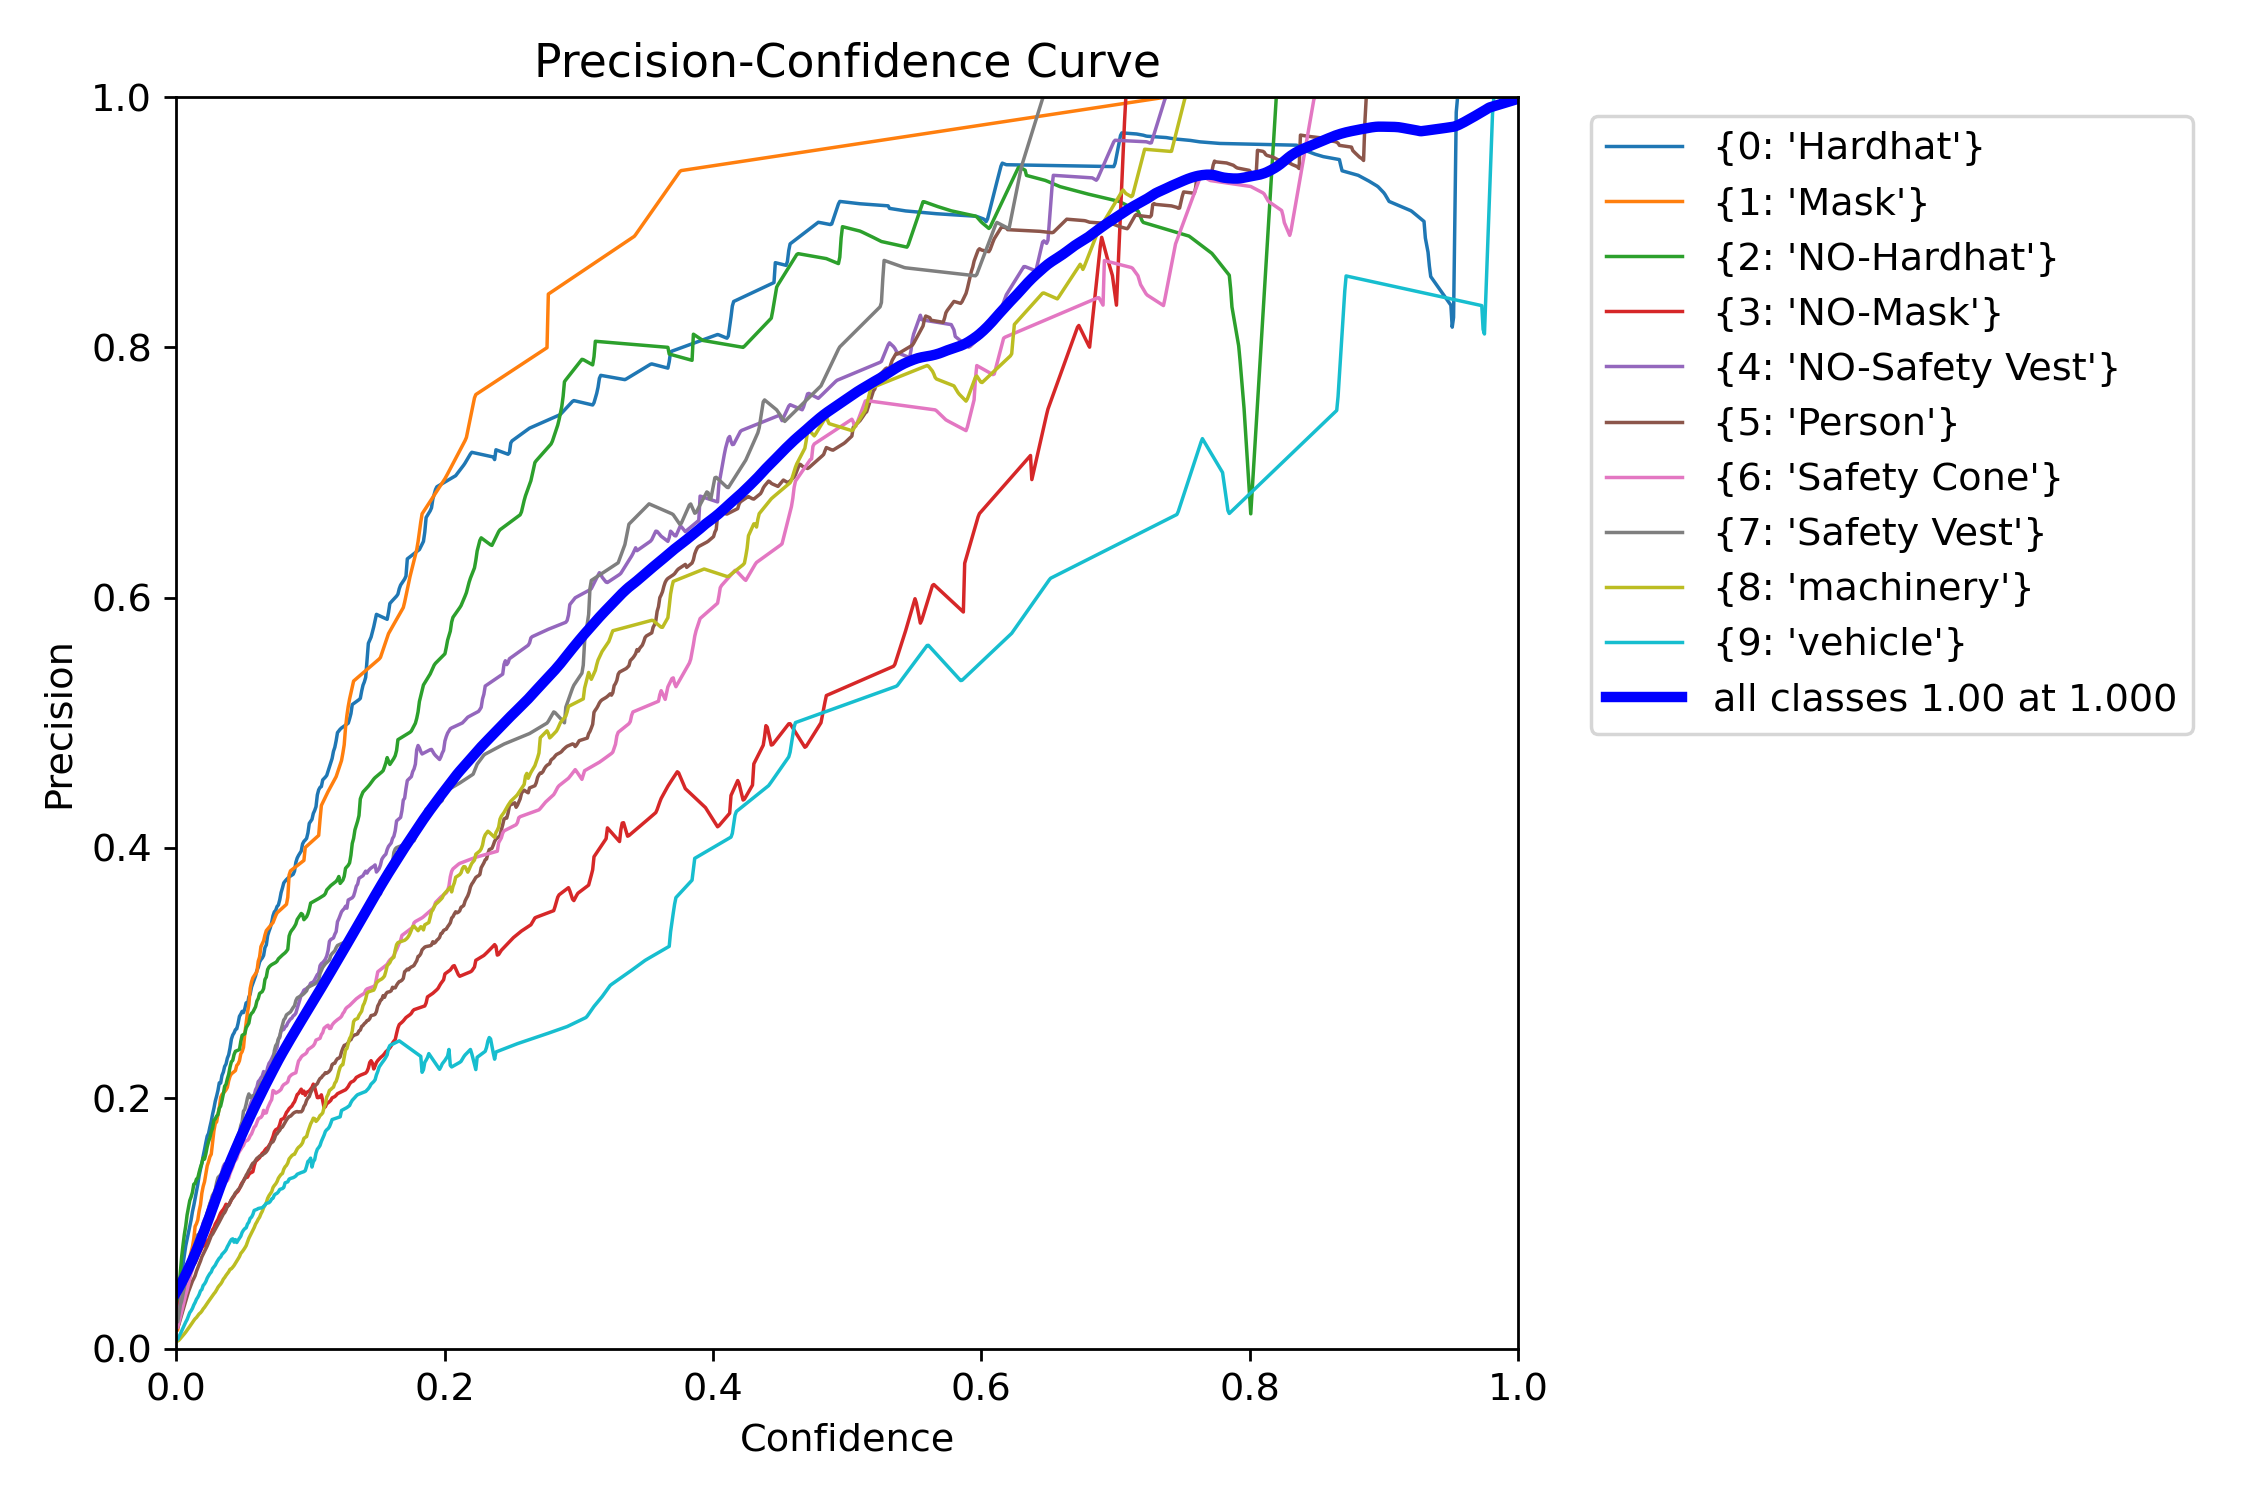 Precision-Confidence Curve
1.0
0.8
0.6
0.4
0.2
0.0
Precision
0.0 0.2 0.4 0.6 0.8 1.0
Confidence
{0: 'Hardhat'}
{1: 'Mask'}
{2: 'NO-Hardhat'}
{3: 'NO-Mask'}
{4: 'NO-Safety Vest'}
{5: 'Person'}
{6: 'Safety Cone'}
{7: 'Safety Vest'}
{8: 'machinery'}
{9: 'vehicle'}
all classes 1.00 at 1.000